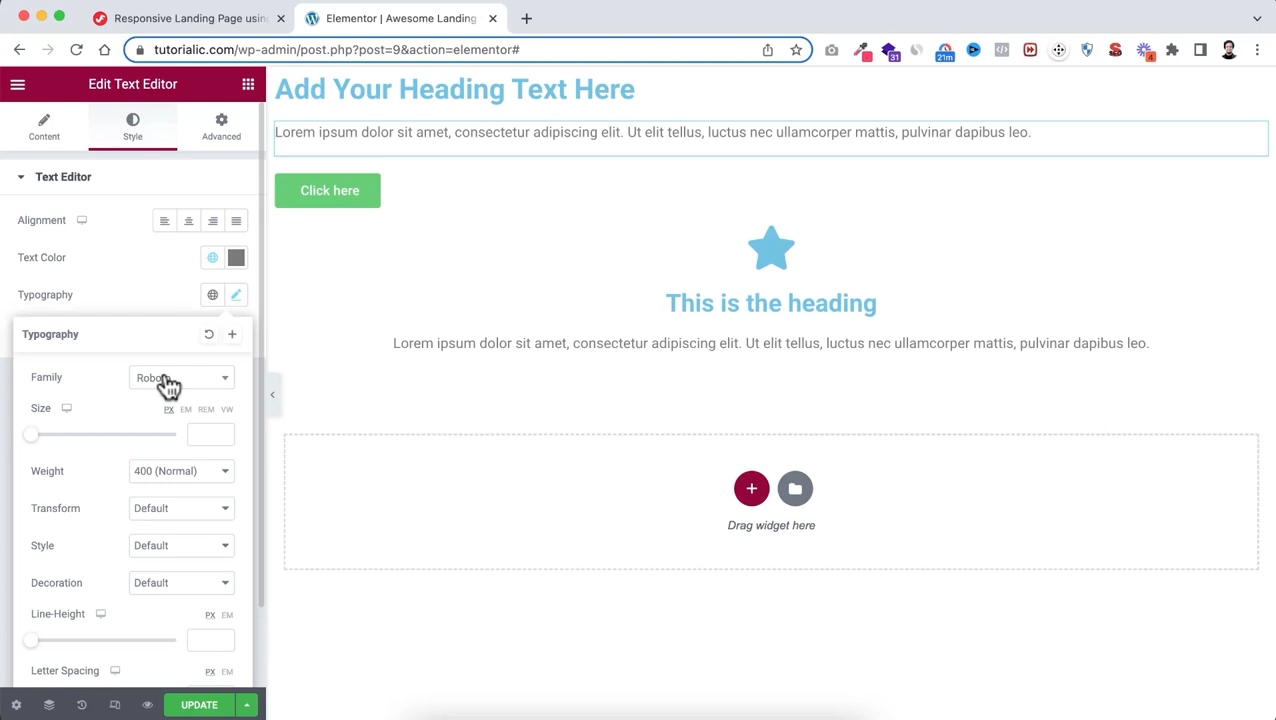 Responsive Landing Page using
Elementor | Awesome Landing
tutorialic.com/wp-admin/post.php?post=9&action=elementor#
31
21m
4
Edit Text Editor
Content
Style
Advanced
Text Editor
Alignment
Text Color
Typography
Typography
Family
Size
PX EM REM VW
Weight
400 (Normal)
Transform
Default
Style
Default
Decoration
Default
Line-Height
PX EM
Letter Spacing
PX EM
UPDATE
Add Your Heading Text Here
Lorem ipsum dolor sit amet, consectetur adipiscing elit. Ut elit tellus, luctus nec ullamcorper mattis, pulvinar dapibus leo.
Click here
This is the heading
Lorem ipsum dolor sit amet, consectetur adipiscing elit. Ut elit tellus, luctus nec ullamcorper mattis, pulvinar dapibus leo.
Drag widget here